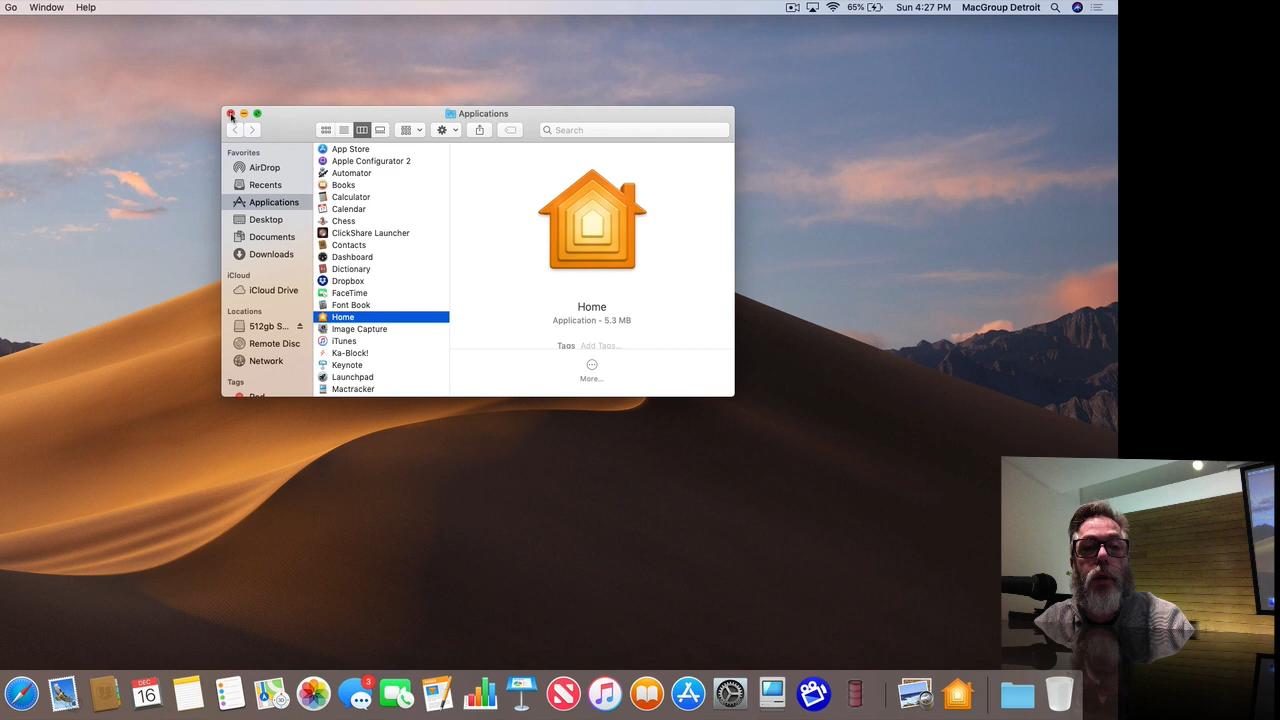 Go Window Help 65% Sun 4:27 PM MacGroup Detroit
Applications
Search
Favorites
AirDrop
Recents
Applications
Desktop
Documents
Downloads
iCloud
iCloud Drive
Locations
512gb S...
Remote Disc
Network
Tags
Red
App Store
Apple Configurator 2
Automator
Books
Calculator
Calendar
Chess
ClickShare Launcher
Contacts
Dashboard
Dictionary
Dropbox
FaceTime
Font Book
Home
Image Capture
iTunes
Ka-Block!
Keynote
Launchpad
Mactracker
Home
Application - 5.3 MB
Tags Add Tags...
More...
DEC
16
3